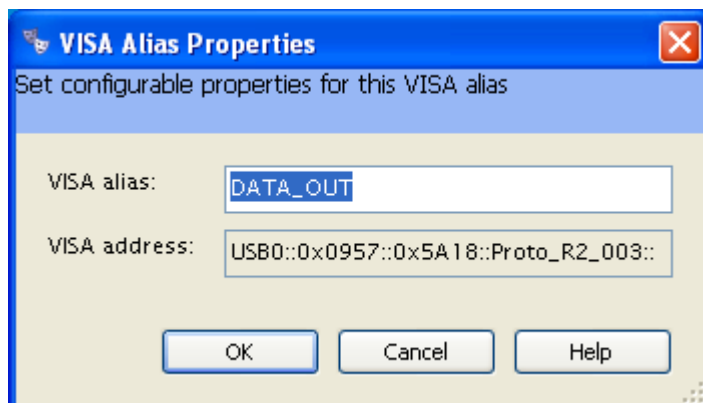 VISA Alias Properties
Set configurable properties for this VISA alias
VISA alias: DATA_OUT
VISA address: USB0::0x0957::0x5A18::Proto_R2_003::
OK Cancel Help